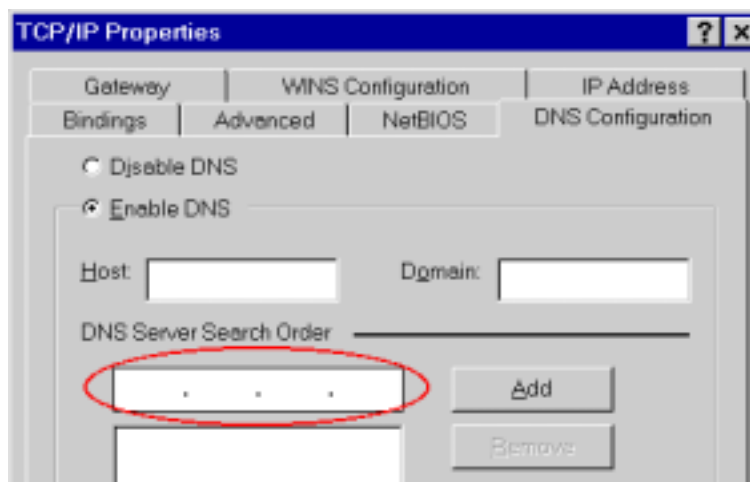 TCP/IP Properties
Gateway WINS Configuration IP Address
Bindings Advanced NetBIOS DNS Configuration
Disable DNS
Enable DNS
Host: Domain:
DNS Server Search Order
. . . Add
Remove